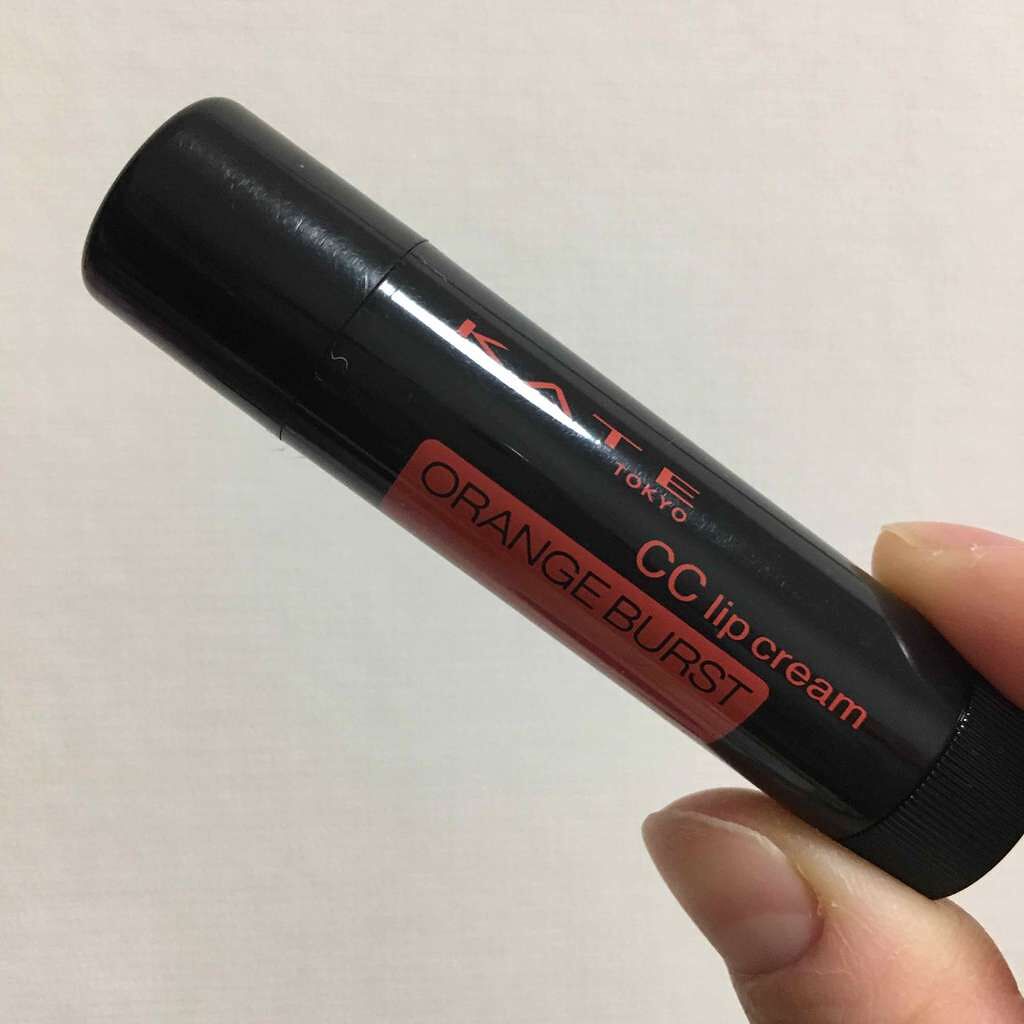 KATE
TOKYO
CC lip cream
ORANGE BURST